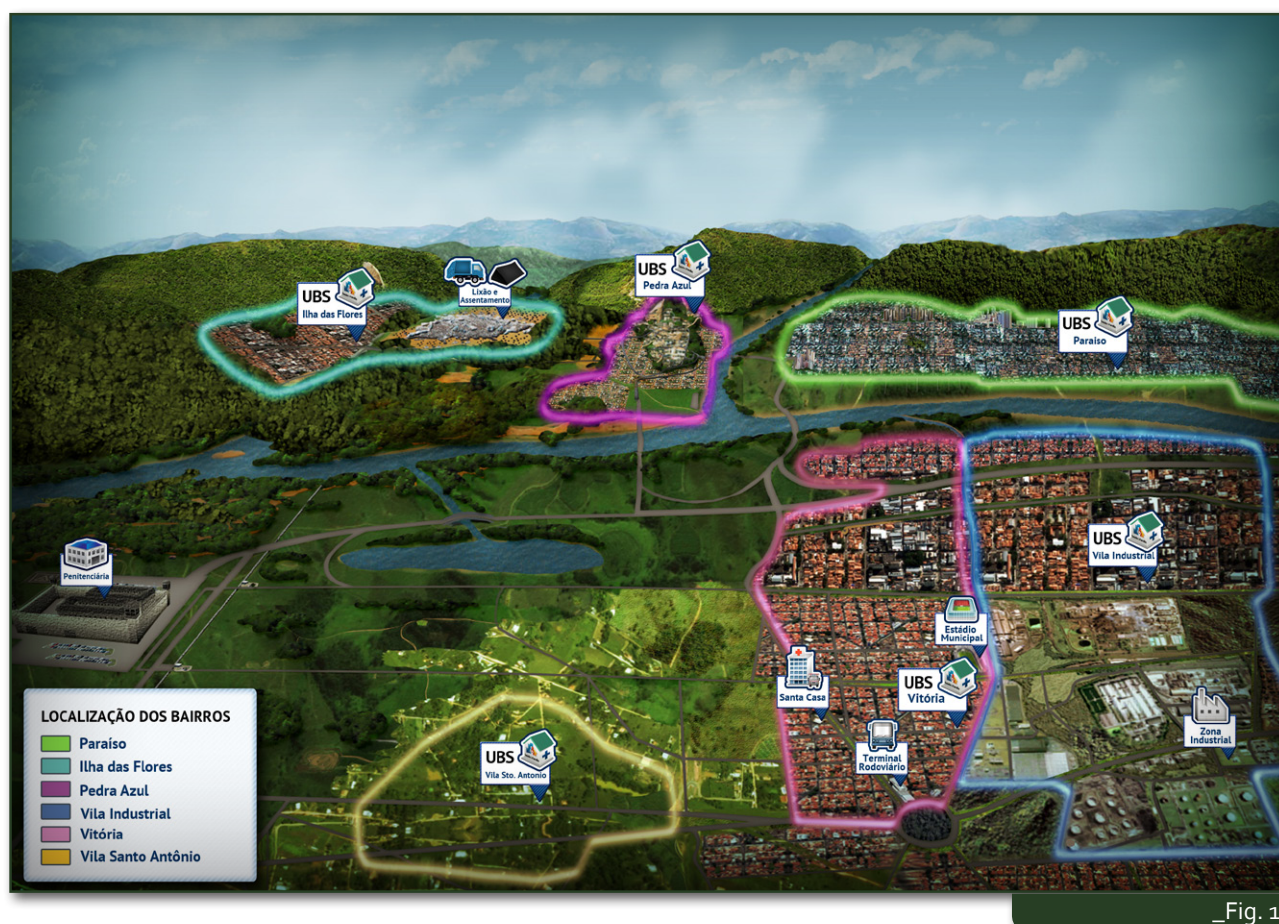 UBS
Ilha das Flores
Lixão e
Assentamento
UBS
Pedra Azul
UBS
Paraiso
Penitenciária
UBS
Vila Industrial
Estádio
Municipal
Santa Casa
UBS
Vitória
Terminal
Rodoviário
Zona
Industrial
UBS
Vila Sto. Antonio
LOCALIZAÇÃO DOS BAIRROS
Paraíso
Ilha das Flores
Pedra Azul
Vila Industrial
Vitória
Vila Santo Antônio
_Fig. 1